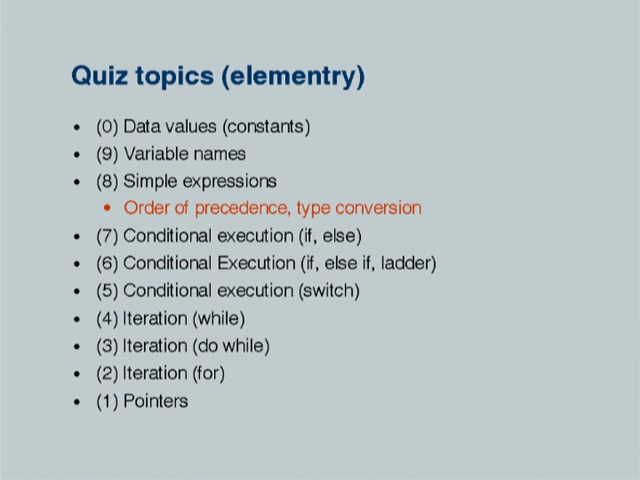 Quiz topics (elementry)
• (0) Data values (constants)
• (9) Variable names
• (8) Simple expressions
• Order of precedence, type conversion
• (7) Conditional execution (if, else)
• (6) Conditional Execution (if, else if, ladder)
• (5) Conditional execution (switch)
• (4) Iteration (while)
• (3) Iteration (do while)
• (2) Iteration (for)
• (1) Pointers